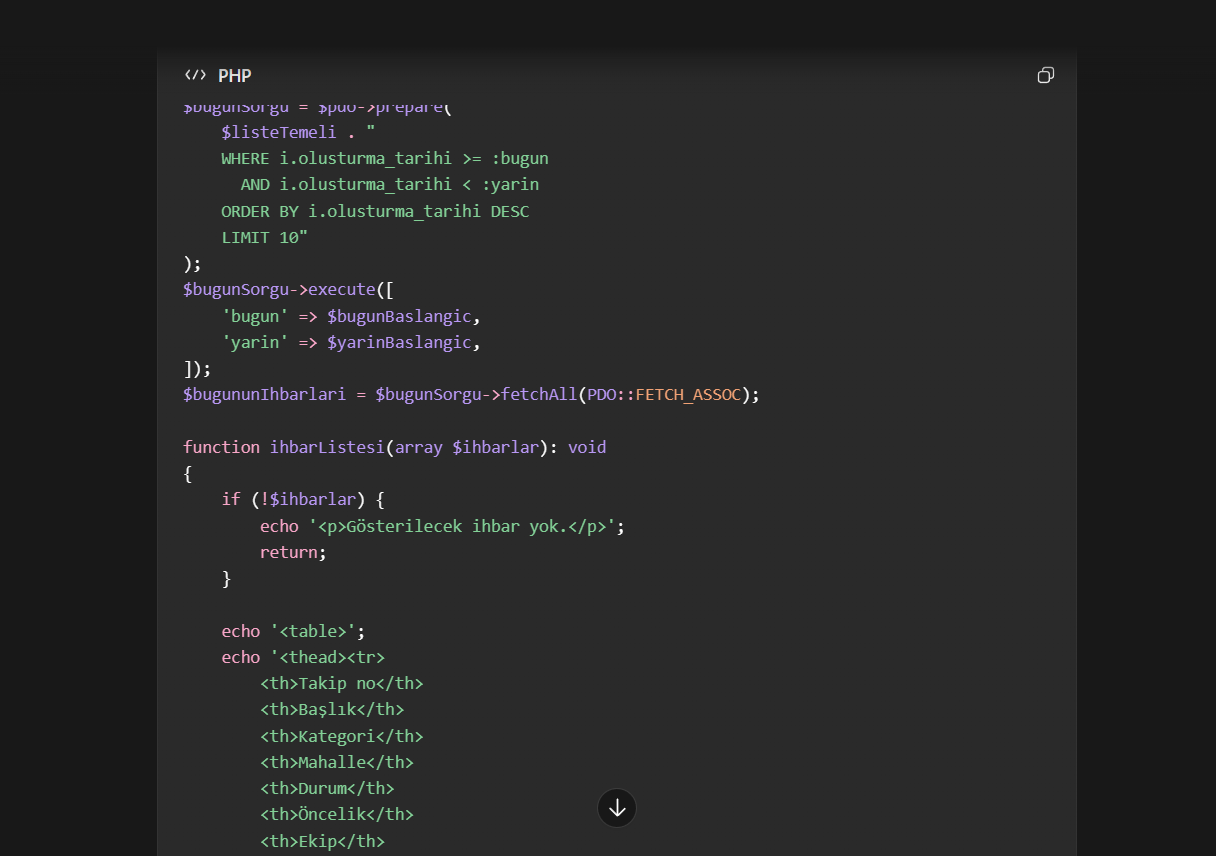 PHP
$bugunSorgu = $pdo->prepare(
    $listeTemeli . "
    WHERE i.olusturma_tarihi >= :bugun
      AND i.olusturma_tarihi < :yarin
    ORDER BY i.olusturma_tarihi DESC
    LIMIT 10"
);
$bugunSorgu->execute([
    'bugun' => $bugunBaslangic,
    'yarin' => $yarinBaslangic,
]);
$bugununIhbarlari = $bugunSorgu->fetchAll(PDO::FETCH_ASSOC);

function ihbarListesi(array $ihbarlar): void
{
    if (!$ihbarlar) {
        echo '<p>Gösterilecek ihbar yok.</p>';
        return;
    }

    echo '<table>';
    echo '<thead><tr>
        <th>Takip no</th>
        <th>Başlık</th>
        <th>Kategori</th>
        <th>Mahalle</th>
        <th>Durum</th>
        <th>Öncelik</th>
        <th>Ekip</th>